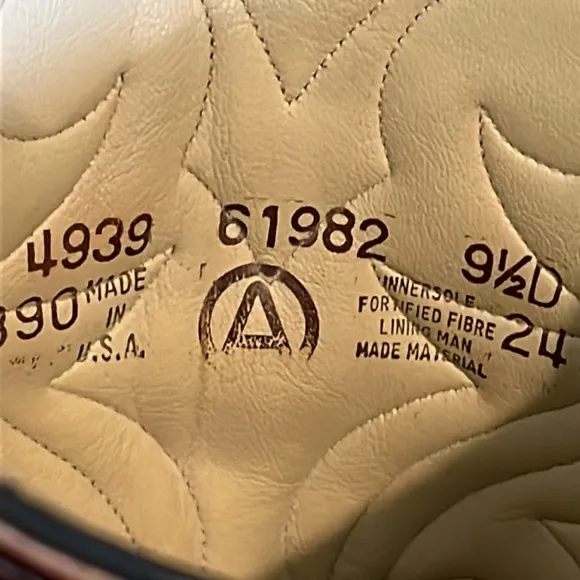 4939 61982 9½D
390 MADE IN U.S.A.
A
INNERSOLE
FORTIFIED FIBRE
LINING MAN
MADE MATERIAL
24